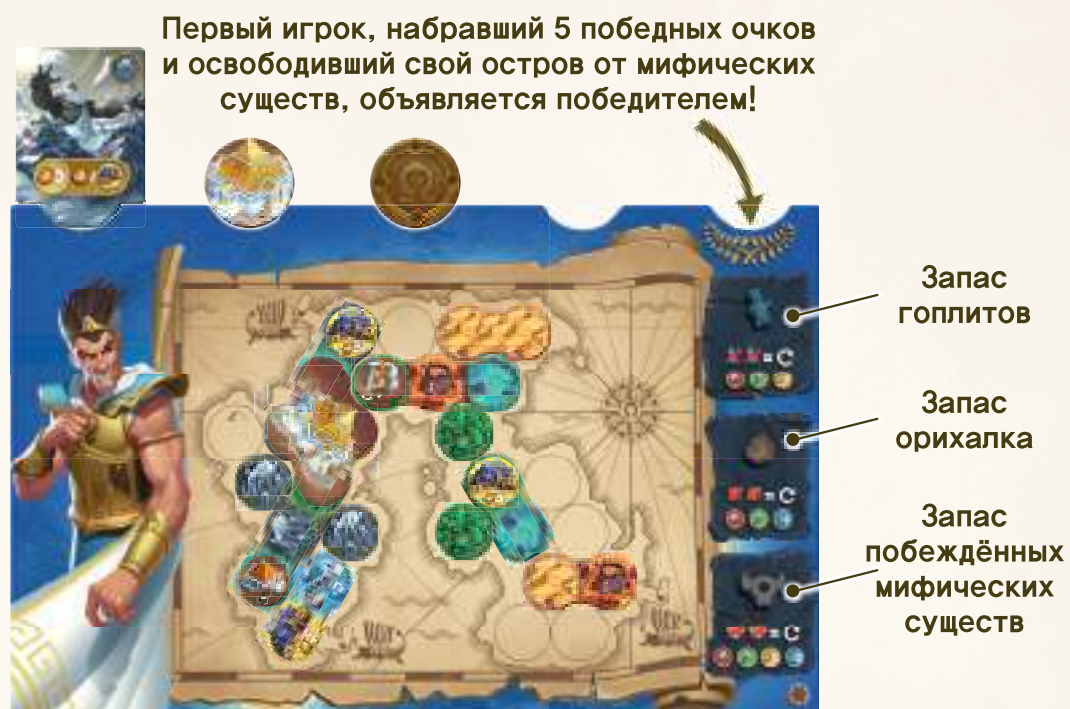 Первый игрок, набравший 5 победных очков
и освободивший свой остров от мифических
существ, объявляется победителем!
Запас
гоплитов
Запас
орихалка
Запас
побеждённых
мифических
существ